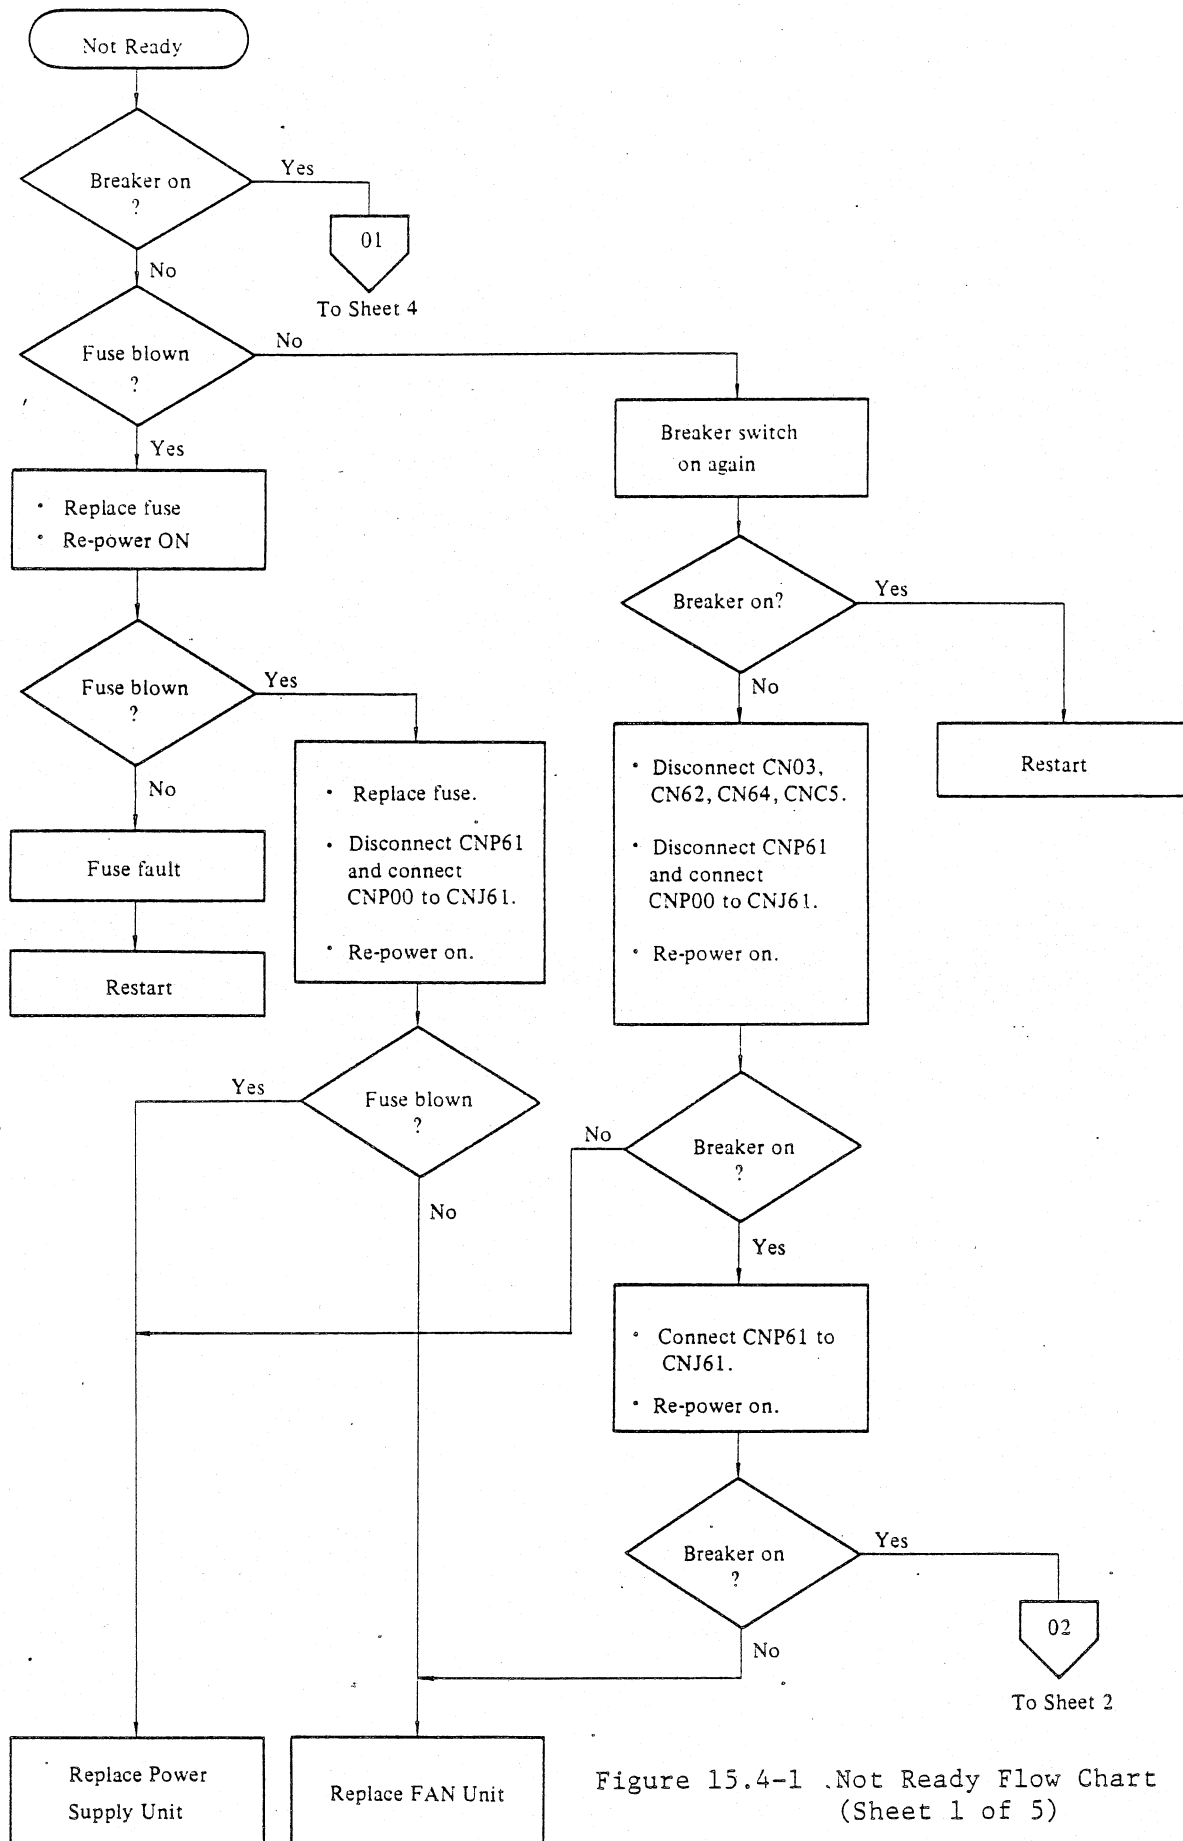 Not Ready
Breaker on
?
Yes
01
To Sheet 4
No
Fuse blown
?
No
Breaker switch
on again
Yes
• Replace fuse
• Re-power ON
Breaker on?
Yes
Restart
No
Fuse blown
?
Yes
No
Fuse fault
Restart
• Replace fuse.
• Disconnect CNP61
and connect
CNP00 to CNJ61.
• Re-power on.
• Disconnect CN03,
CN62, CN64, CNC5.
• Disconnect CNP61
and connect
CNP00 to CNJ61.
• Re-power on.
Fuse blown
?
Yes
No
Breaker on
?
No
Yes
• Connect CNP61 to
CNJ61.
• Re-power on.
Breaker on
?
Yes
02
To Sheet 2
No
Replace Power
Supply Unit
Replace FAN Unit
Figure 15.4-1 Not Ready Flow Chart
(Sheet 1 of 5)